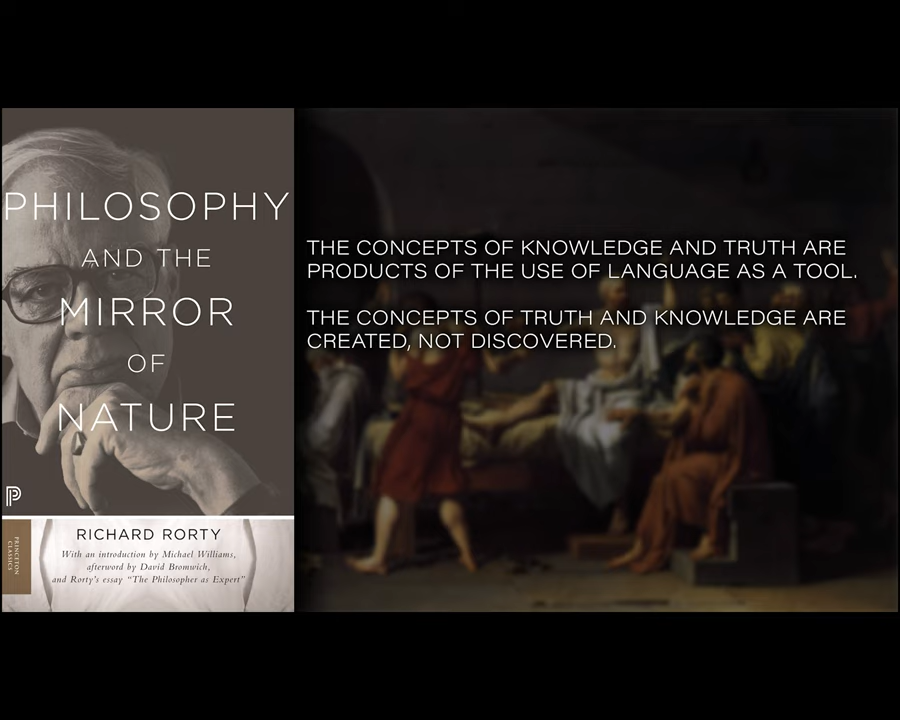 PHILOSOPHY
AND THE
MIRROR
OF
NATURE
P
PRINCETON
CLASSICS
RICHARD RORTY
With an introduction by Michael Williams,
afterword by David Bromwich,
and Rorty's essay "The Philosopher as Expert"
THE CONCEPTS OF KNOWLEDGE AND TRUTH ARE
PRODUCTS OF THE USE OF LANGUAGE AS A TOOL.
THE CONCEPTS OF TRUTH AND KNOWLEDGE ARE
CREATED, NOT DISCOVERED.